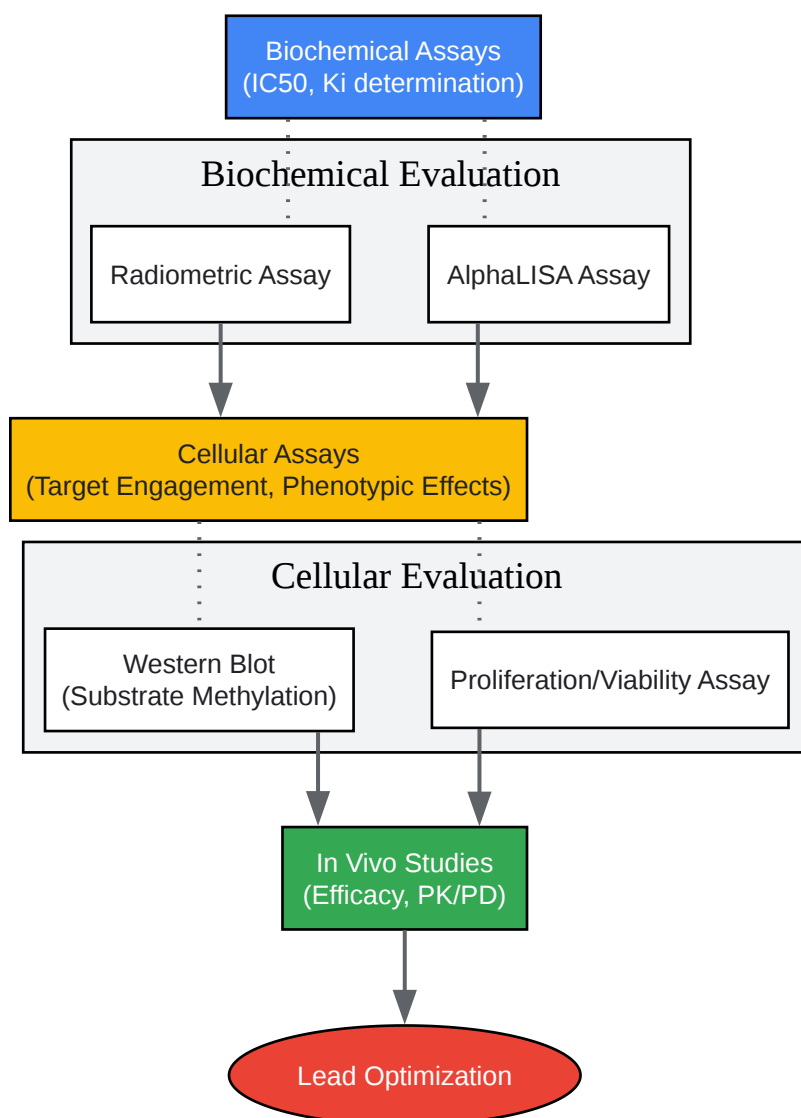 Biochemical Assays
(IC50, Ki determination)
Biochemical Evaluation
Radiometric Assay
AlphaLISA Assay
Cellular Assays
(Target Engagement, Phenotypic Effects)
Cellular Evaluation
Western Blot
(Substrate Methylation)
Proliferation/Viability Assay
In Vivo Studies
(Efficacy, PK/PD)
Lead Optimization